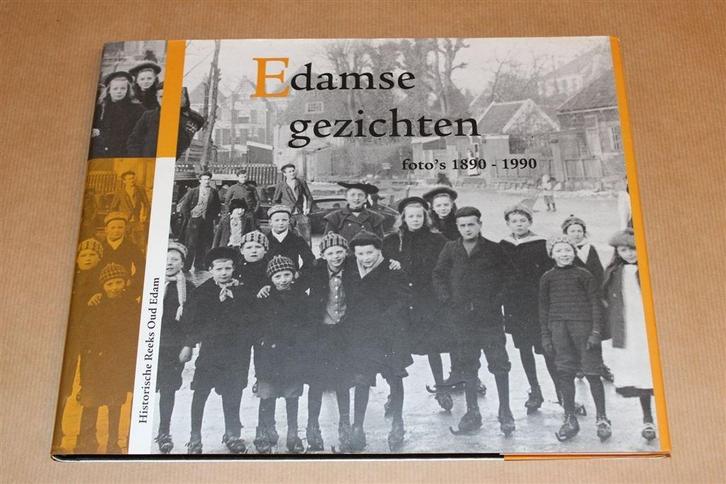 Edamse
gezichten
foto's 1890 - 1990
Historische Reeks Oud Edam